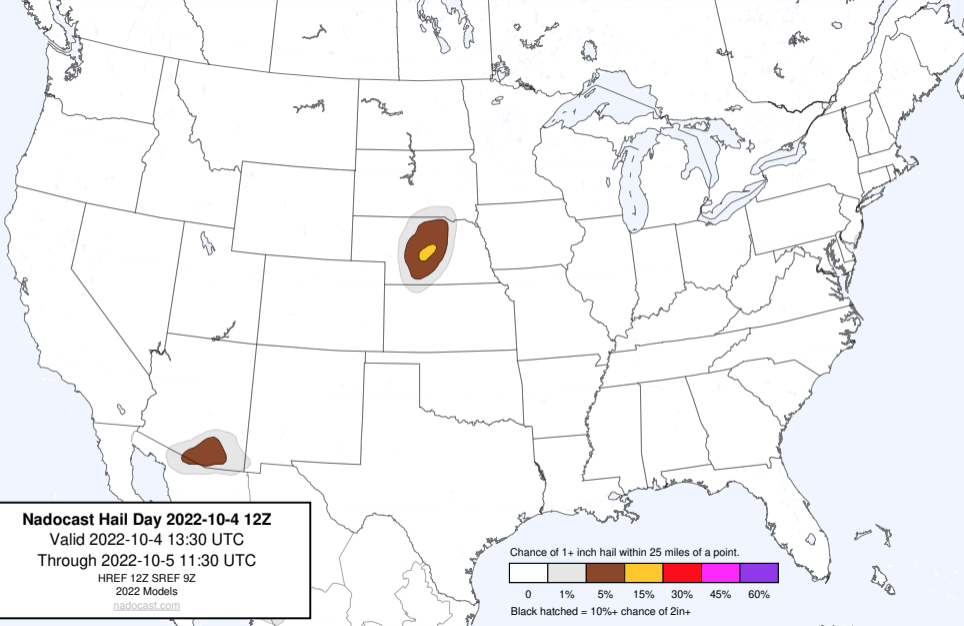 Nadocast Hail Day 2022-10-4 12Z
Valid 2022-10-4 13:30 UTC
Through 2022-10-5 11:30 UTC
HREF 12Z SREF 9Z
2022 Models
nadocast.com
Chance of 1+ inch hail within 25 miles of a point.
0 1% 5% 15% 30% 45% 60%
Black hatched = 10%+ chance of 2in+